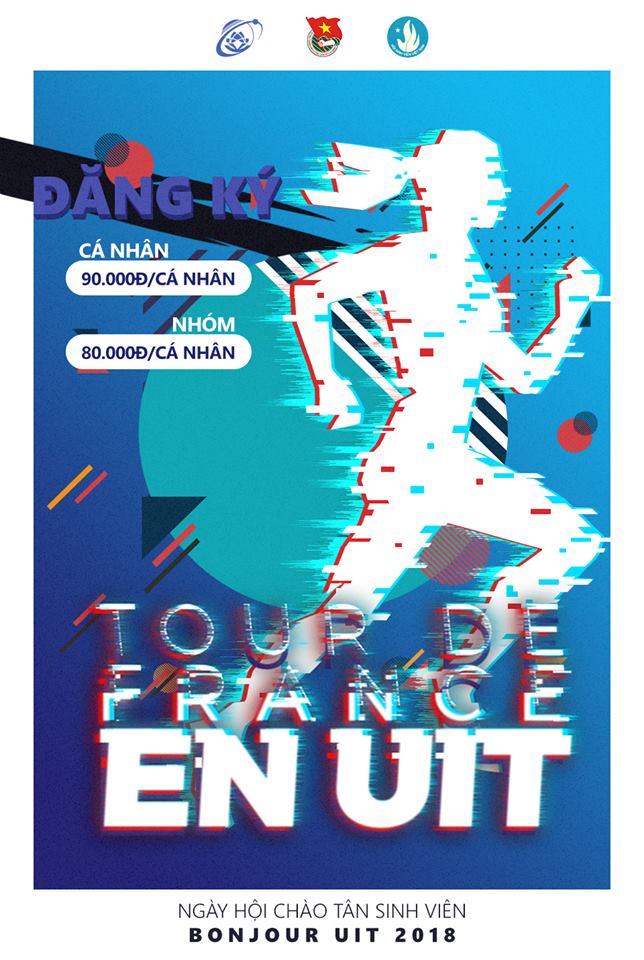 ĐĂNG KÝ
CÁ NHÂN
90.000Đ/CÁ NHÂN
NHÓM
80.000Đ/CÁ NHÂN
TOUR DE
FRANCE
EN UIT
NGÀY HỘI CHÀO TÂN SINH VIÊN
BONJOUR UIT 2018